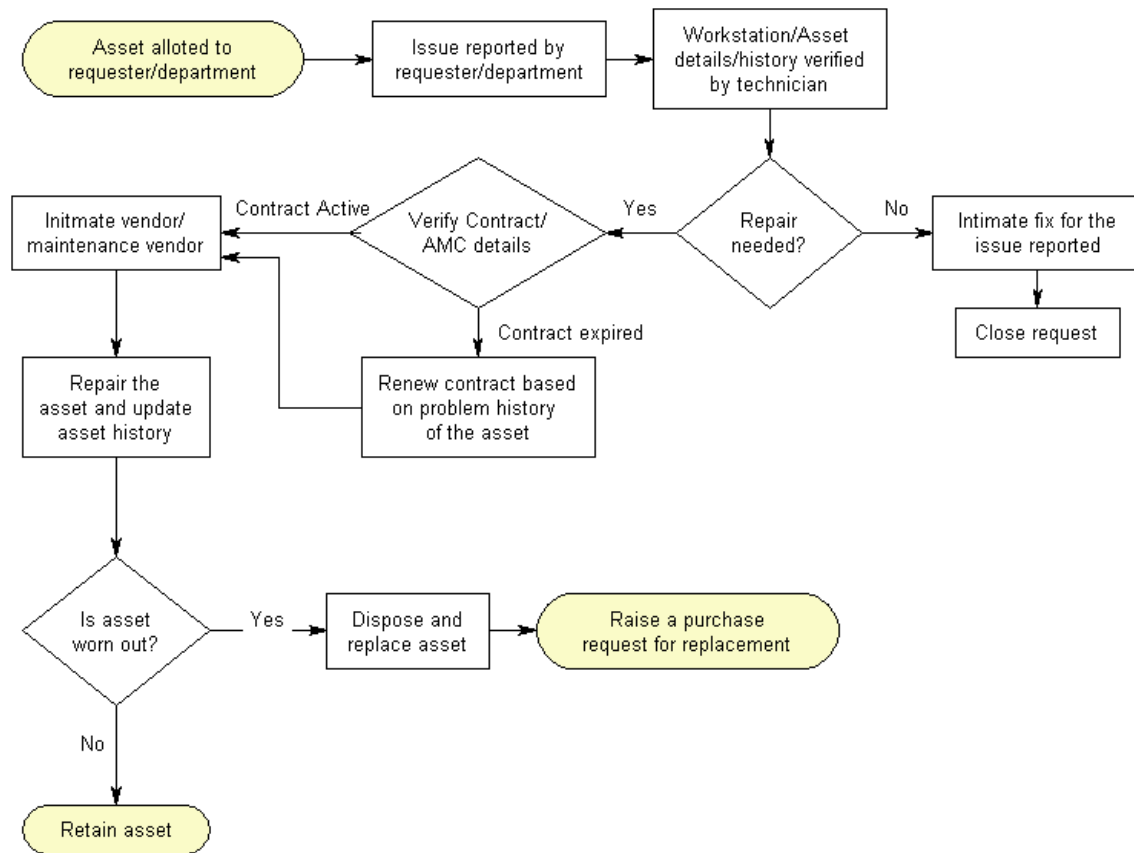 Asset alloted to
requester/department
Issue reported by
requester/department
Workstation/Asset
details/history verified
by technician
Repair
needed?
Yes
No
Intimate fix for the
issue reported
Close request
Verify Contract/
AMC details
Contract Active
Contract expired
Initmate vendor/
maintenance vendor
Renew contract based
on problem history
of the asset
Repair the
asset and update
asset history
Is asset
worn out?
Yes
Dispose and
replace asset
Raise a purchase
request for replacement
No
Retain asset